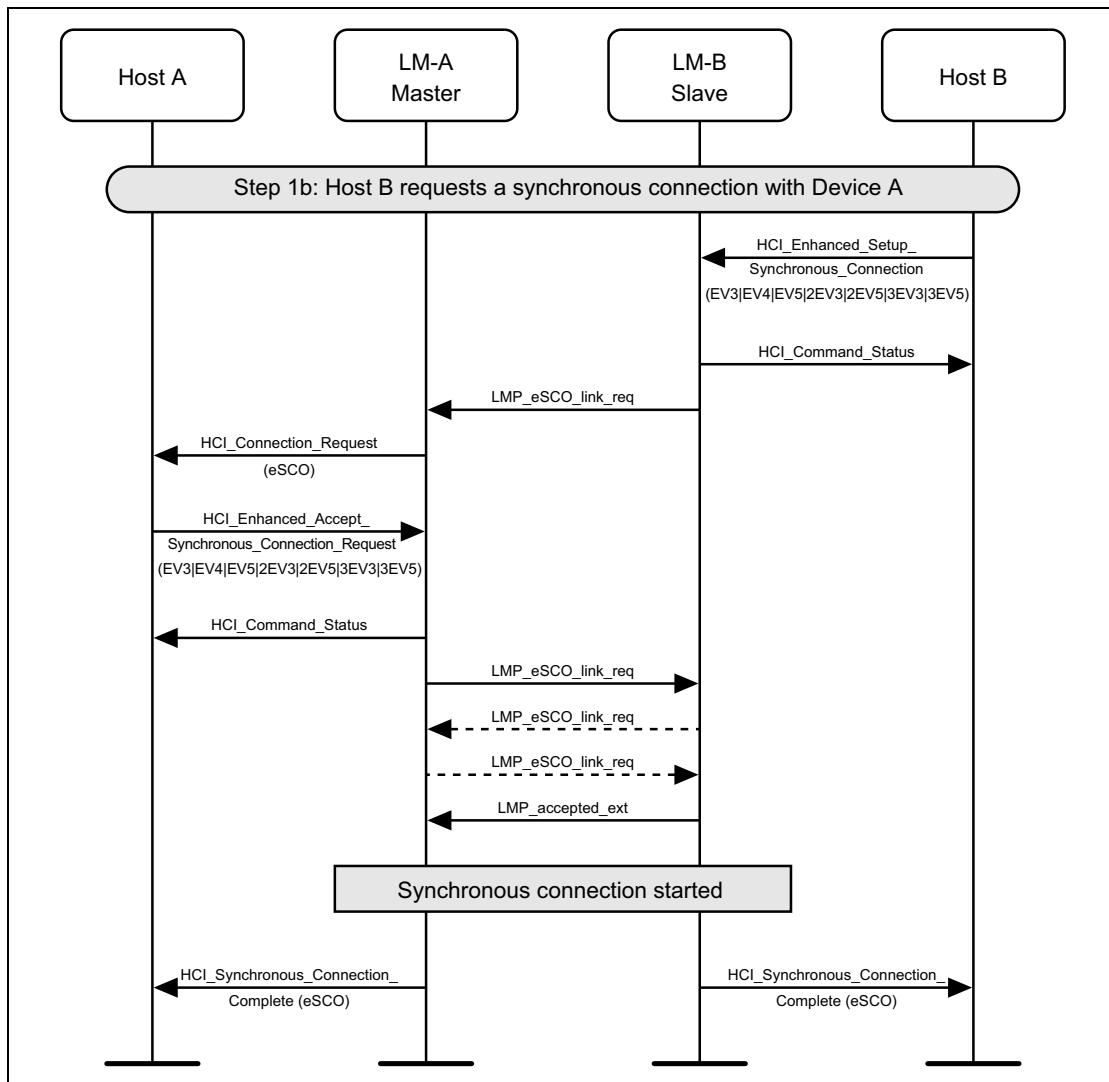 Host A
LM-A
Master
LM-B
Slave
Host B
Step 1b: Host B requests a synchronous connection with Device A
HCI_Enhanced_Setup_
Synchronous_Connection
(EV3|EV4|EV5|2EV3|2EV5|3EV3|3EV5)
HCI_Command_Status
LMP_eSCO_link_req
HCI_Connection_Request
(eSCO)
HCI_Enhanced_Accept_
Synchronous_Connection_Request
(EV3|EV4|EV5|2EV3|2EV5|3EV3|3EV5)
HCI_Command_Status
LMP_eSCO_link_req
LMP_eSCO_link_req
LMP_eSCO_link_req
LMP_accepted_ext
Synchronous connection started
HCI_Synchronous_Connection_
Complete (eSCO)
HCI_Synchronous_Connection_
Complete (eSCO)